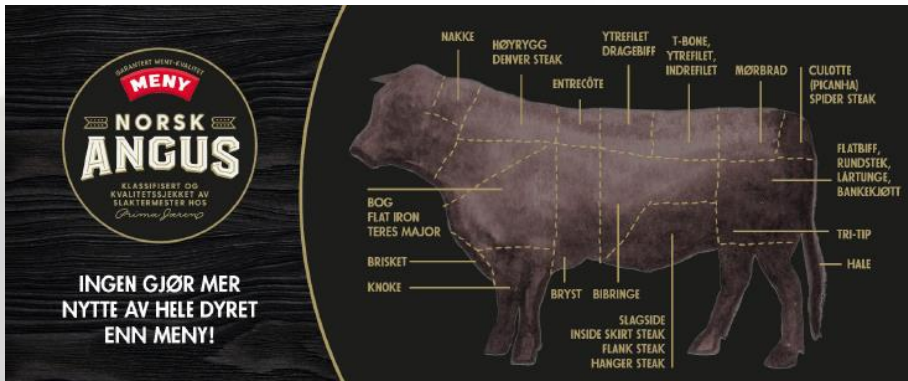 GARANTERT MENY-KVALITET
MENY
NORSK
ANGUS
KLASSIFISERT OG
KVALITETSSJEKKET AV
SLAKTERMESTER HOS
Prima Jæren
INGEN GJØR MER
NYTTE AV HELE DYRET
ENN MENY!
NAKKE
HØYRYGG
DENVER STEAK
ENTRECÔTE
YTREFILET
DRAGEBIFF
T-BONE,
YTREFILET,
INDREFILET
MØRBRAD
CULOTTE
(PICANHA)
SPIDER STEAK
FLATBIFF,
RUNDSTEK,
LÅRTUNGE,
BANKEKJØTT
TRI-TIP
HALE
BOG
FLAT IRON
TERES MAJOR
BRISKET
KNOKE
BRYST
BIBRINGE
SLAGSIDE
INSIDE SKIRT STEAK
FLANK STEAK
HANGER STEAK